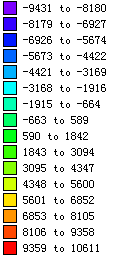 -9431 to -8180
-8179 to -6927
-6926 to -5674
-5673 to -4422
-4421 to -3169
-3168 to -1916
-1915 to -664
-663 to 589
590 to 1842
1843 to 3094
3095 to 4347
4348 to 5600
5601 to 6852
6853 to 8105
8106 to 9358
9359 to 10611